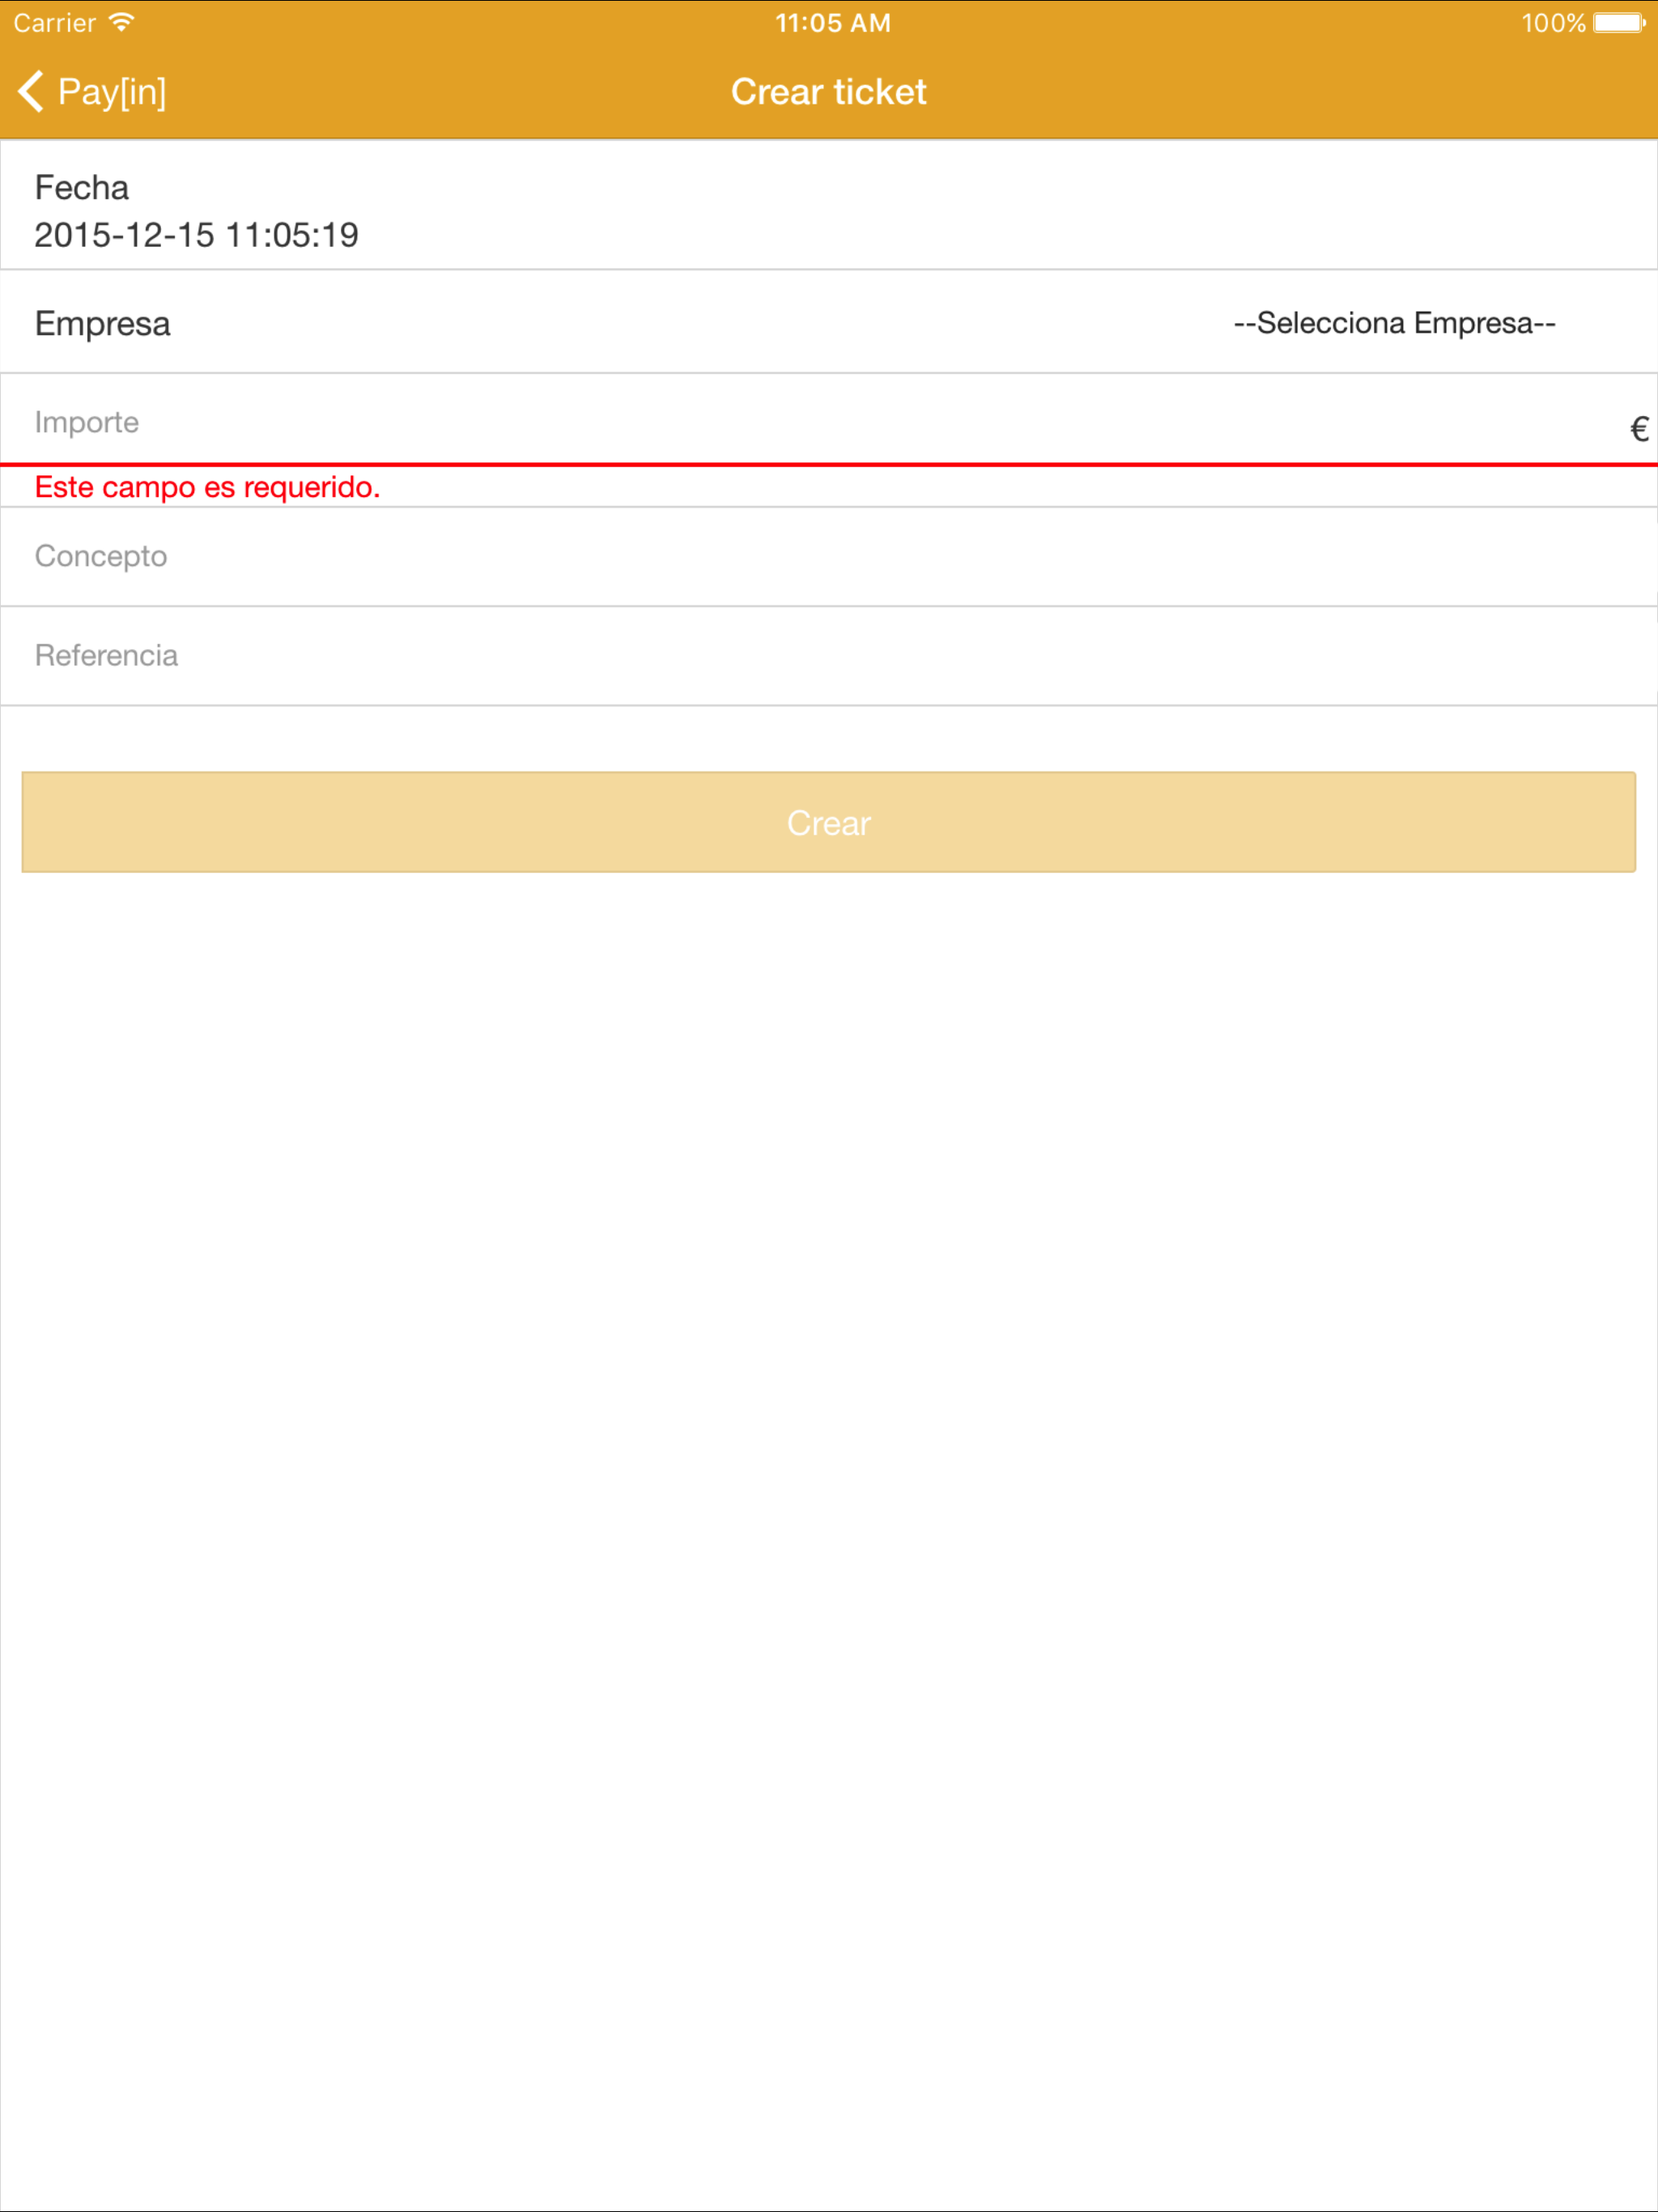 Carrier 11:05 AM 100%
Pay[in] Crear ticket
Fecha
2015-12-15 11:05:19
Empresa --Selecciona Empresa--
Importe €
Este campo es requerido.
Concepto
Referencia
Crear